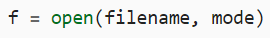 f = open(filename, mode)